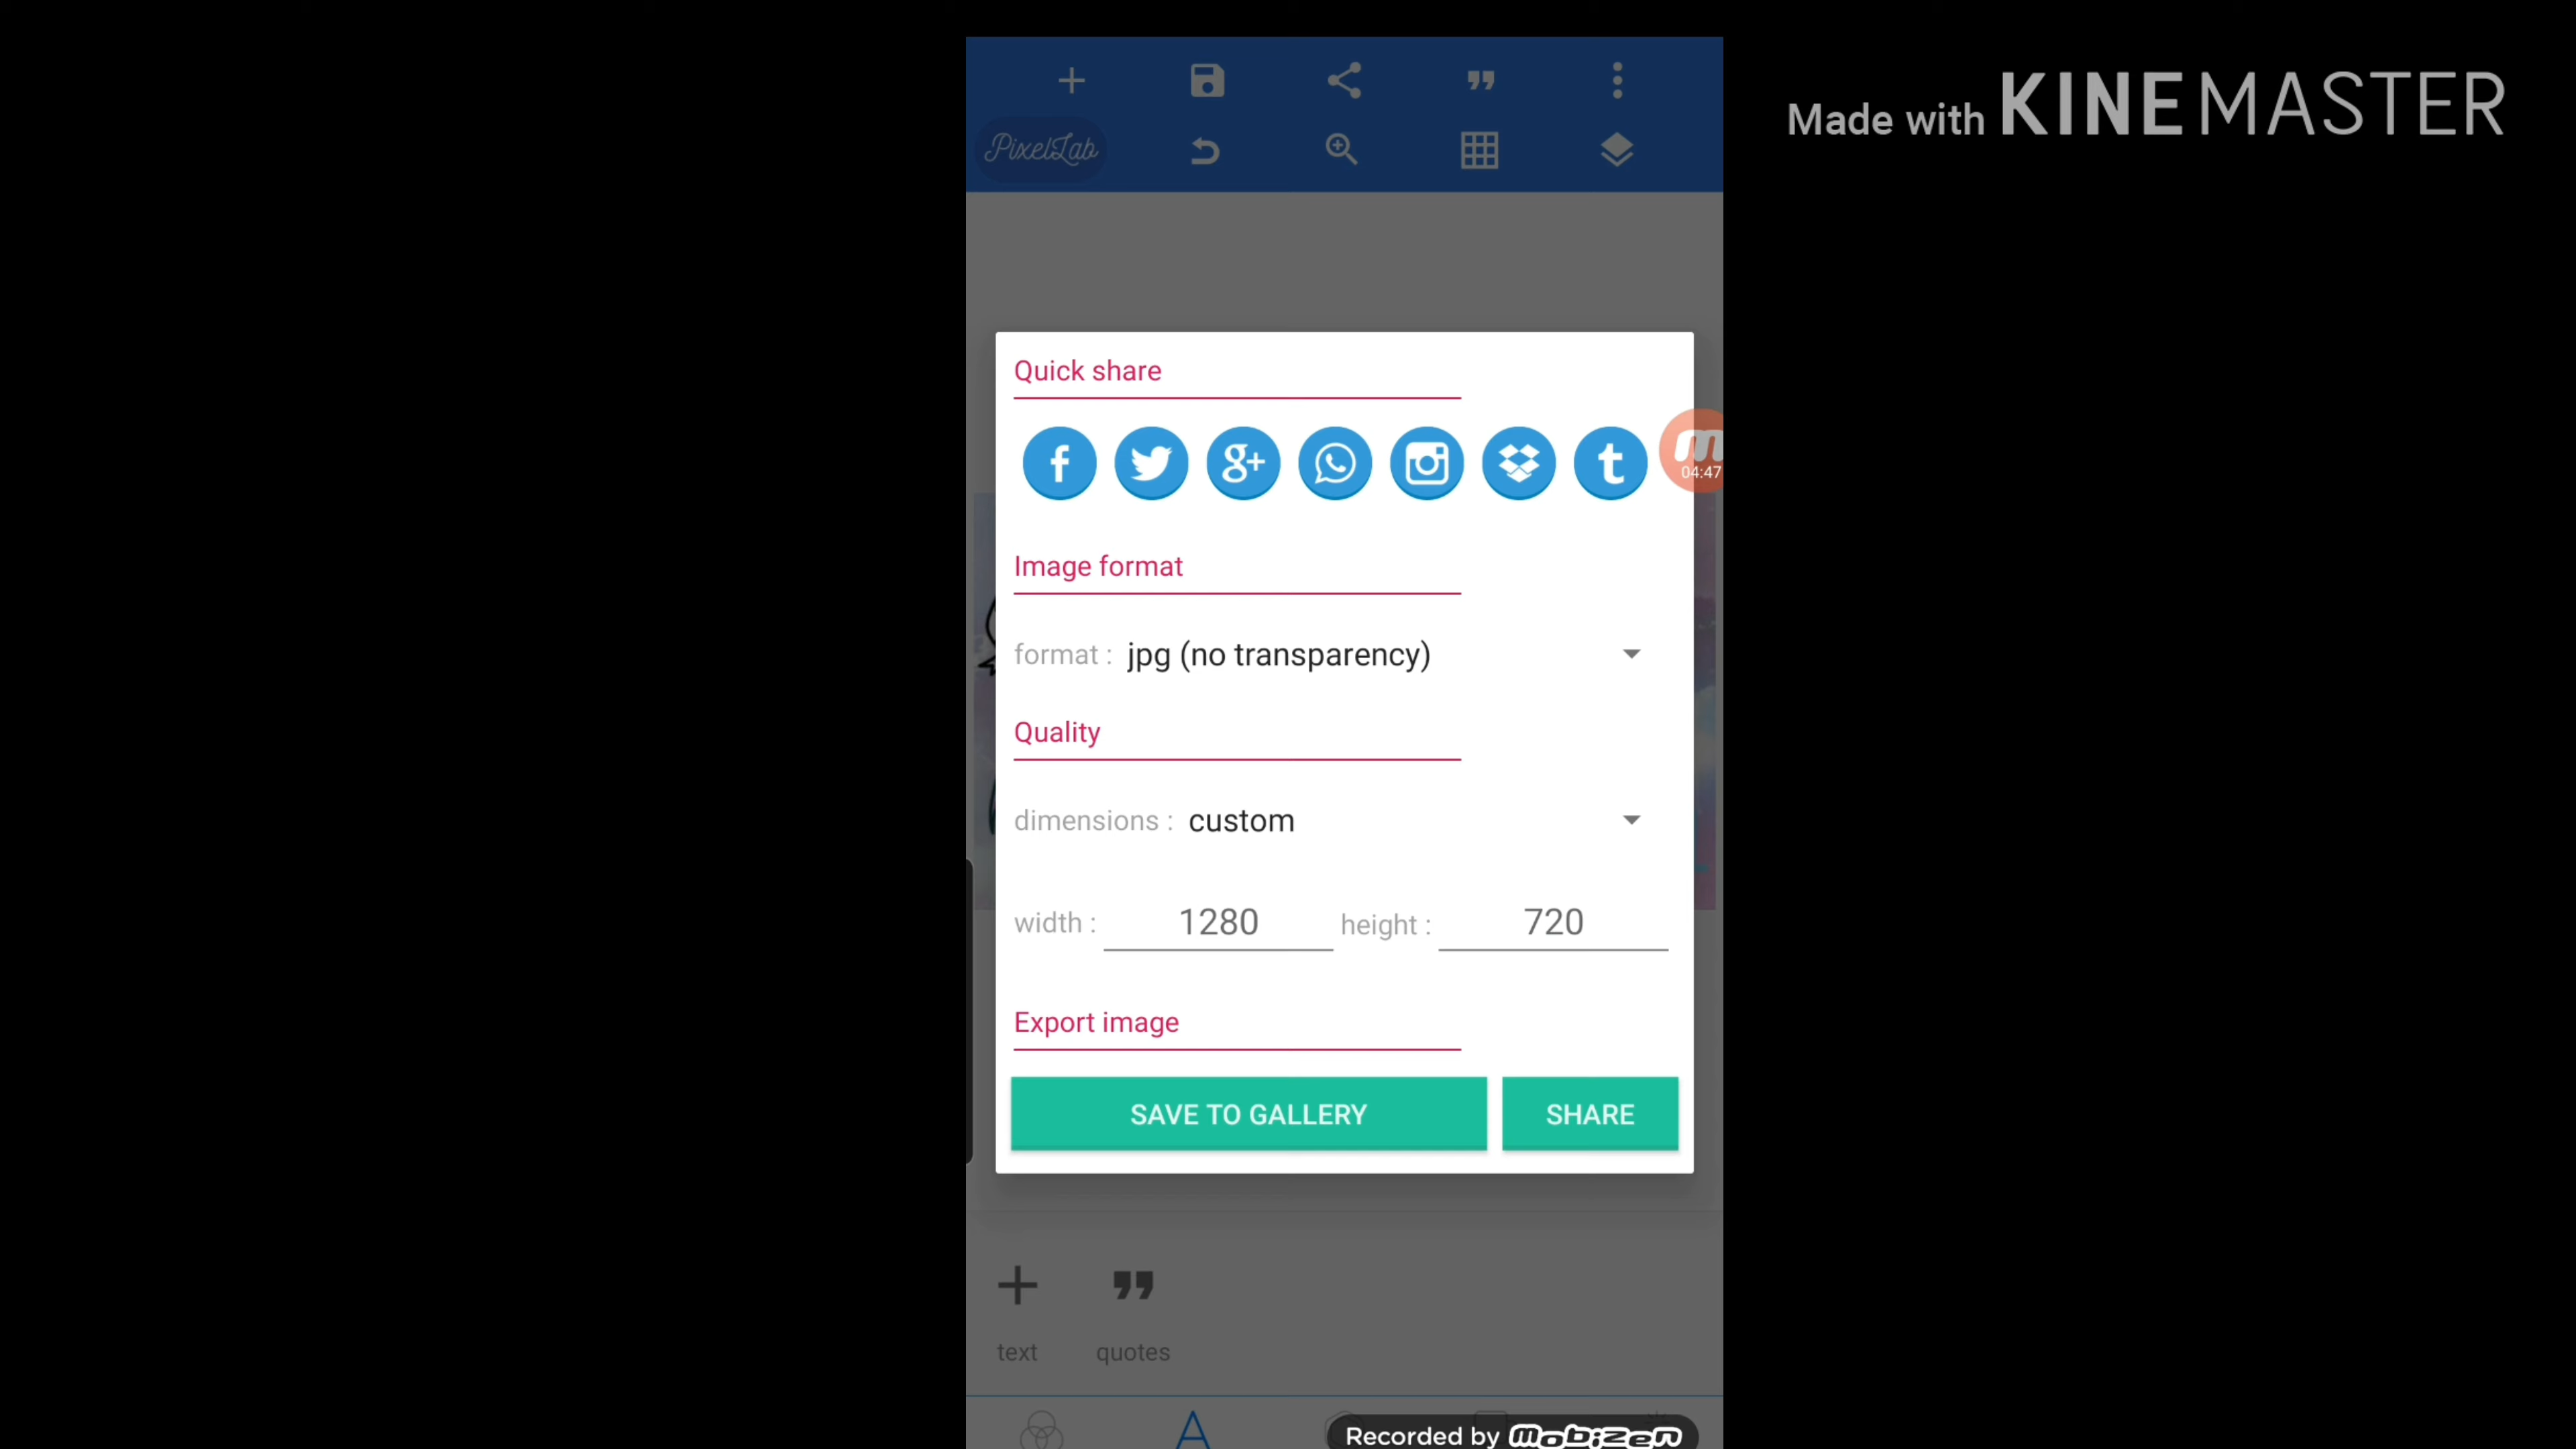 Made with KINEMASTER
PixelLab
Quick share
f g+ t m
04:47
Image format
format : jpg (no transparency)
Quality
dimensions : custom
width : 1280 height : 720
Export image
SAVE TO GALLERY SHARE
text quotes
A
Recorded by mobizen